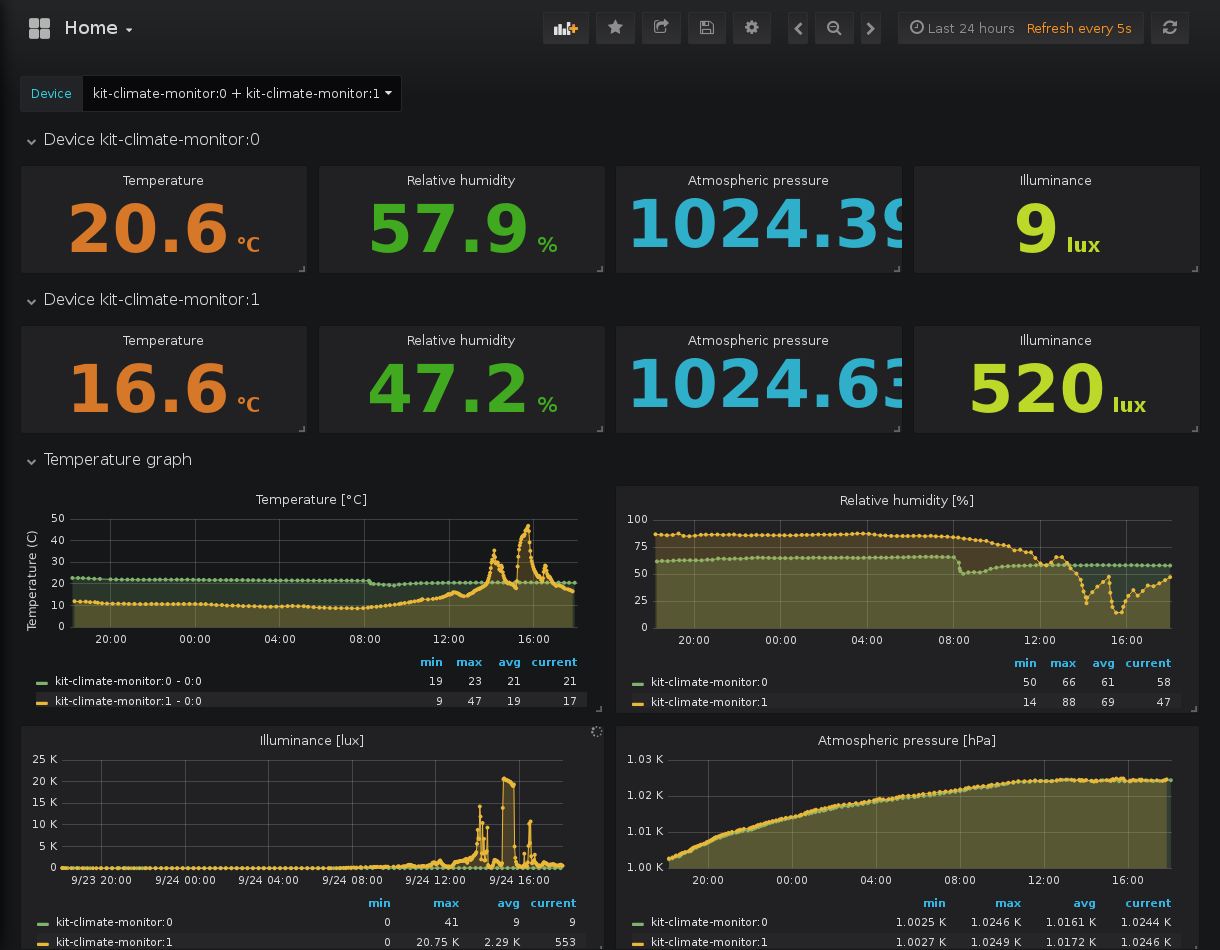 Home
Last 24 hours Refresh every 5s
Device kit-climate-monitor:0 + kit-climate-monitor:1
Device kit-climate-monitor:0
Temperature Relative humidity Atmospheric pressure Illuminance
20.6 °C 57.9 % 1024.39 9 lux
Device kit-climate-monitor:1
Temperature Relative humidity Atmospheric pressure Illuminance
16.6 °C 47.2 % 1024.63 520 lux
Temperature graph
Temperature [°C]
Temperature (C)
50
40
30
20
10
0
20:00 00:00 04:00 08:00 12:00 16:00
min max avg current
kit-climate-monitor:0 - 0:0 19 23 21 21
kit-climate-monitor:1 - 0:0 9 47 19 17
Relative humidity [%]
100
75
50
25
0
20:00 00:00 04:00 08:00 12:00 16:00
min max avg current
kit-climate-monitor:0 50 66 61 58
kit-climate-monitor:1 14 88 69 47
Illuminance [lux]
25 K
20 K
15 K
10 K
5 K
0
9/23 20:00 9/24 00:00 9/24 04:00 9/24 08:00 9/24 12:00 9/24 16:00
min max avg current
kit-climate-monitor:0 0 41 9 9
kit-climate-monitor:1 0 20.75 K 2.29 K 553
Atmospheric pressure [hPa]
1.03 K
1.02 K
1.01 K
1.00 K
20:00 00:00 04:00 08:00 12:00 16:00
min max avg current
kit-climate-monitor:0 1.0025 K 1.0246 K 1.0161 K 1.0244 K
kit-climate-monitor:1 1.0027 K 1.0249 K 1.0172 K 1.0246 K